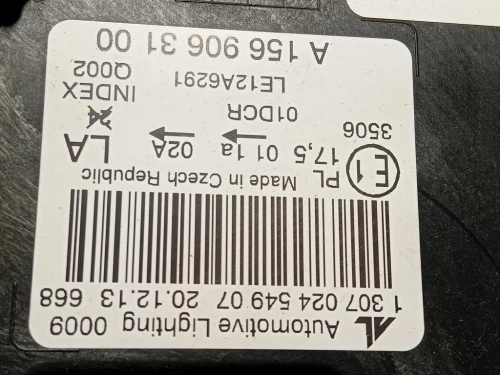 AL Automotive Lighting 0009
1 307 024 549 07 20.12.13 668
Made in Czech Republic
E1 PL 17,5 01 1a 02A LA
3506 01DCR 24
INDEX
LE12A6291 Q002
A 156 906 31 00